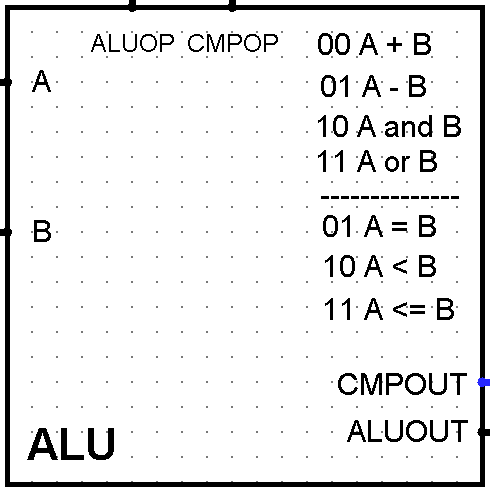 ALUOP CMPOP
00 A + B
A
01 A - B
10 A and B
11 A or B
--------------
B
01 A = B
10 A < B
11 A <= B
CMPOUT
ALUOUT
ALU